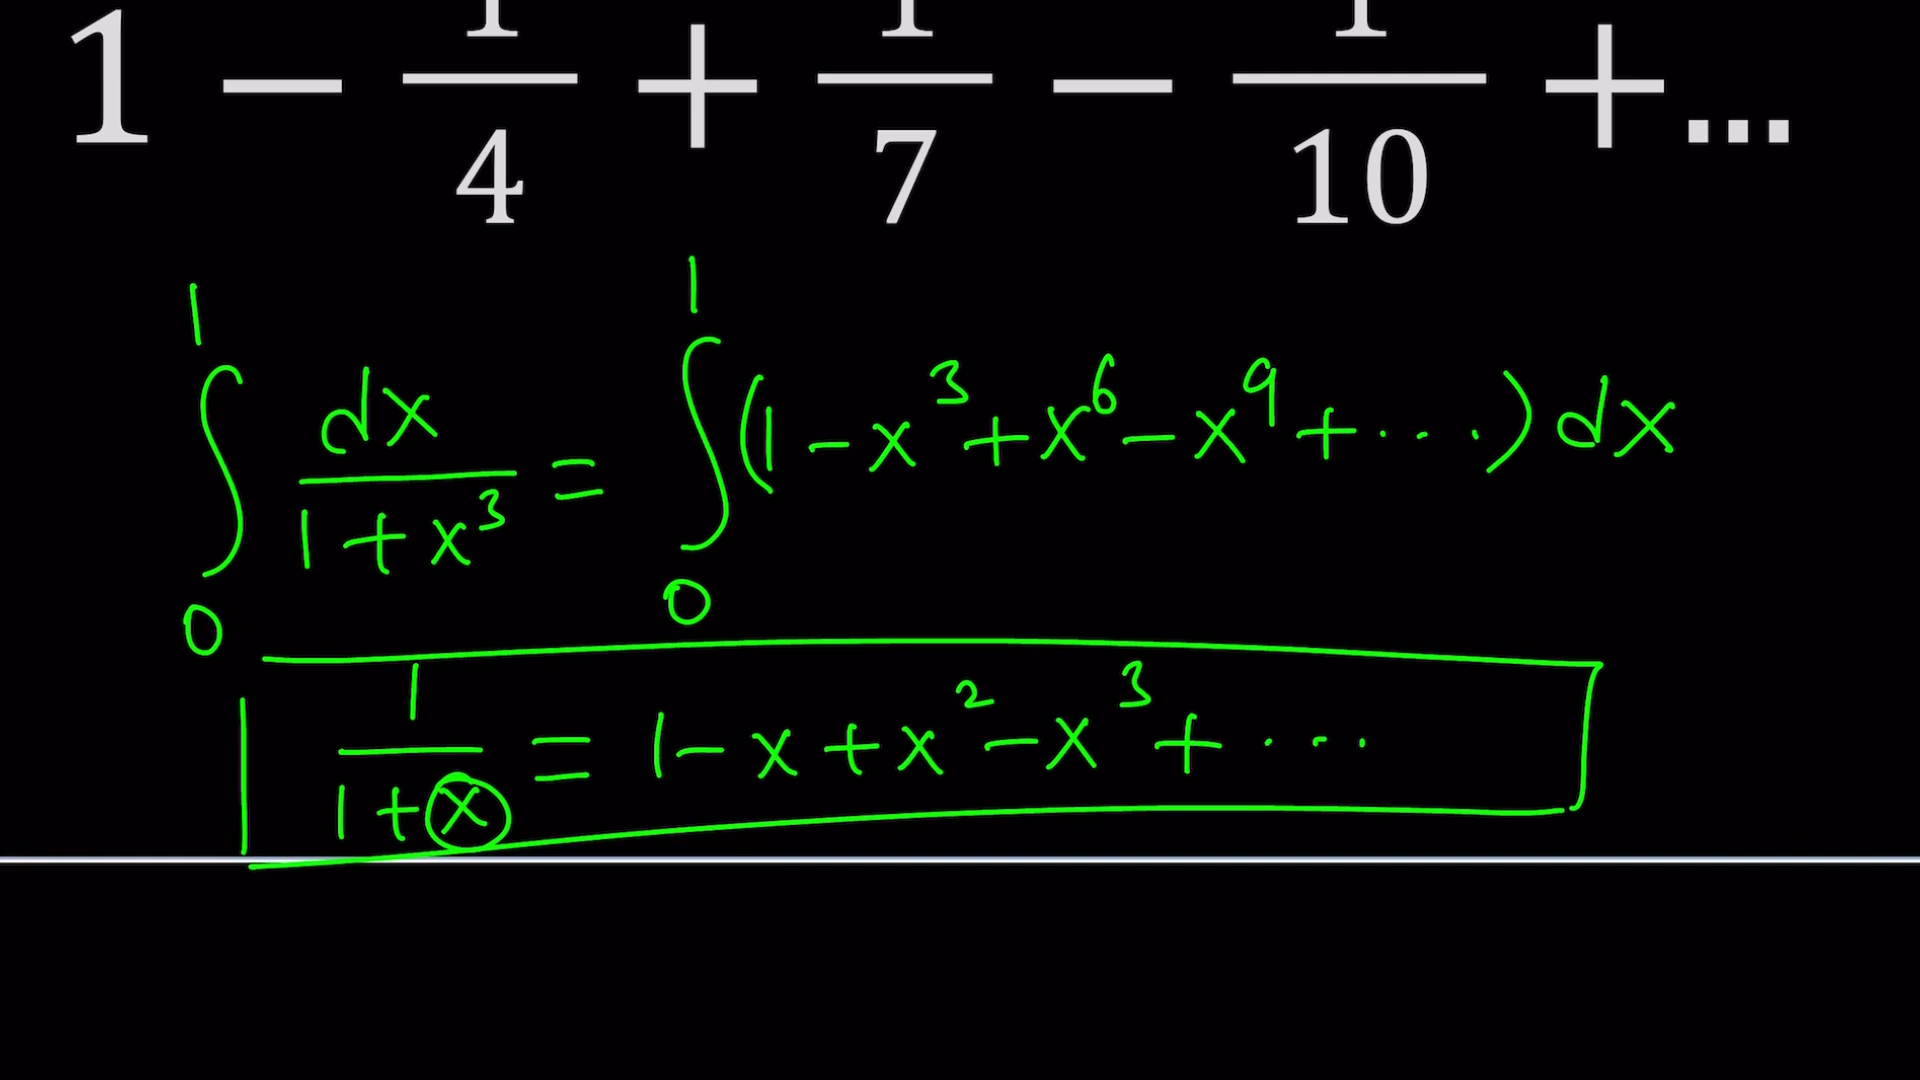 1 − 1/4 + 1/7 − 1/10 + ...
∫₀¹ dx/(1+x³) = ∫₀¹ (1 − x³ + x⁶ − x⁹ + ···) dx
1/(1+x) = 1 − x + x² − x³ + ···